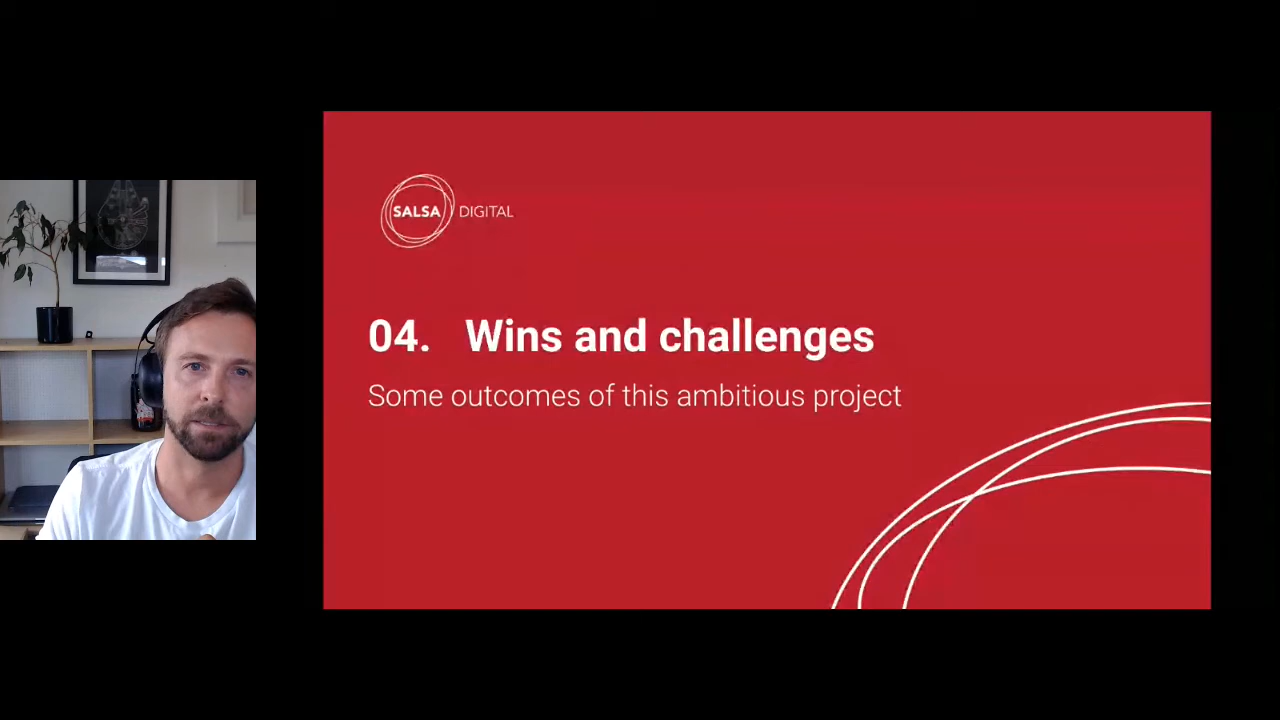 SALSA DIGITAL
04. Wins and challenges
Some outcomes of this ambitious project